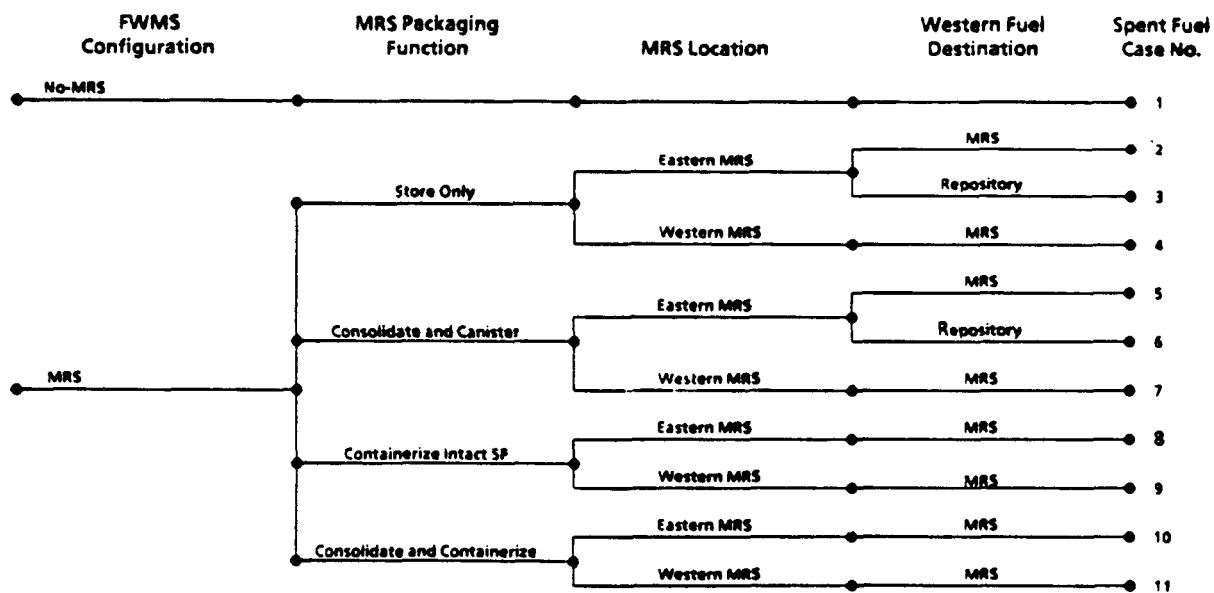 FWMS Configuration
MRS Packaging Function
MRS Location
Western Fuel Destination
Spent Fuel Case No.
No-MRS
1
MRS
2
Eastern MRS
Store Only
Repository
3
Western MRS
MRS
4
MRS
5
Eastern MRS
Consolidate and Canister
Repository
6
MRS
Western MRS
MRS
7
Eastern MRS
MRS
8
Containerize Intact SF
Western MRS
MRS
9
Eastern MRS
MRS
10
Consolidate and Containerize
Western MRS
MRS
11